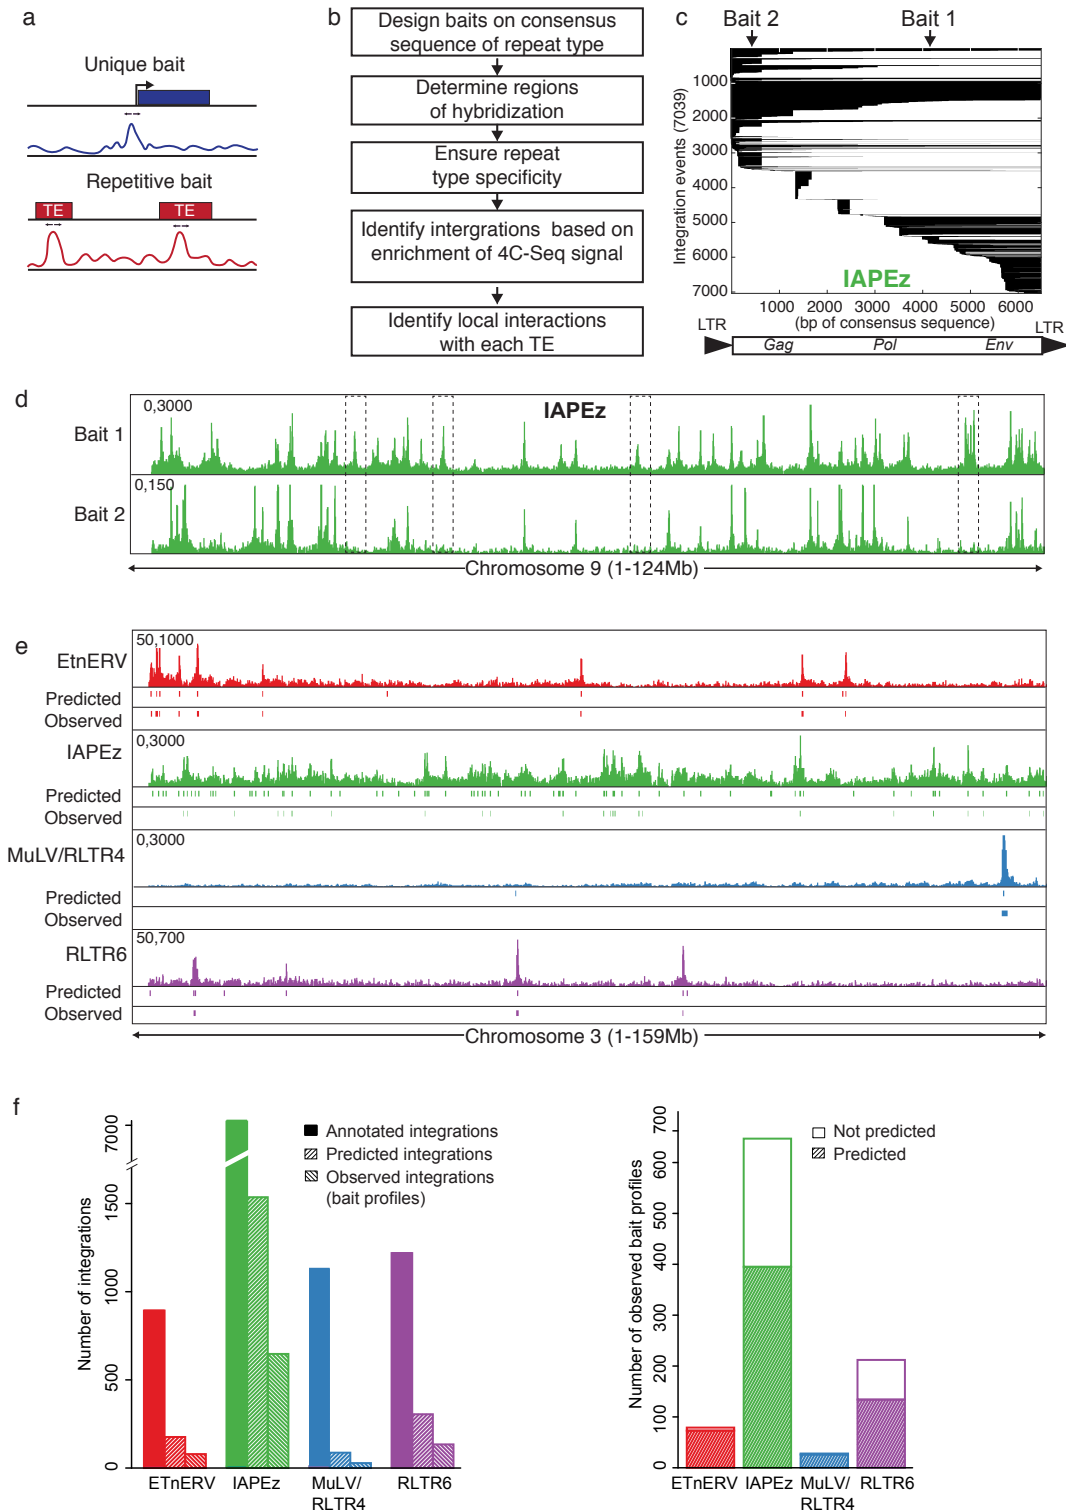 a
Unique bait
Repetitive bait
TE
TE
b
Design baits on consensus
sequence of repeat type
Determine regions
of hybridization
Ensure repeat
type specificity
Identify intergrations based on
enrichment of 4C-Seq signal
Identify local interactions
with each TE
c
Bait 2
Bait 1
Integration events (7039)
1000
2000
3000
4000
5000
6000
7000
IAPEz
1000 2000 3000 4000 5000 6000
(bp of consensus sequence)
LTR
LTR
Gag Pol Env
d
IAPEz
0,3000
Bait 1
0,150
Bait 2
Chromosome 9 (1-124Mb)
e
50,1000
EtnERV
Predicted
Observed
0,3000
IAPEz
Predicted
Observed
0,3000
MuLV/RLTR4
Predicted
Observed
50,700
RLTR6
Predicted
Observed
Chromosome 3 (1-159Mb)
f
Number of integrations
7000
1500
1000
500
0
Annotated integrations
Predicted integrations
Observed integrations
(bait profiles)
ETnERV
IAPEz
MuLV/
RLTR4
RLTR6
Number of observed bait profiles
700
600
500
400
300
200
100
0
Not predicted
Predicted
ETnERV
IAPEz
MuLV/
RLTR4
RLTR6